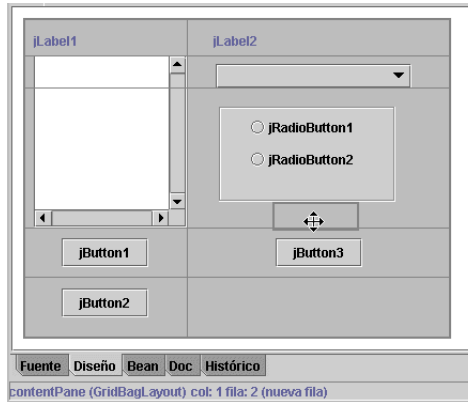 jLabel1 jLabel2
jRadioButton1
jRadioButton2
jButton1 jButton3
jButton2
Fuente Diseño Bean Doc Histórico
contentPane (GridBagLayout) col: 1 fila: 2 (nueva fila)